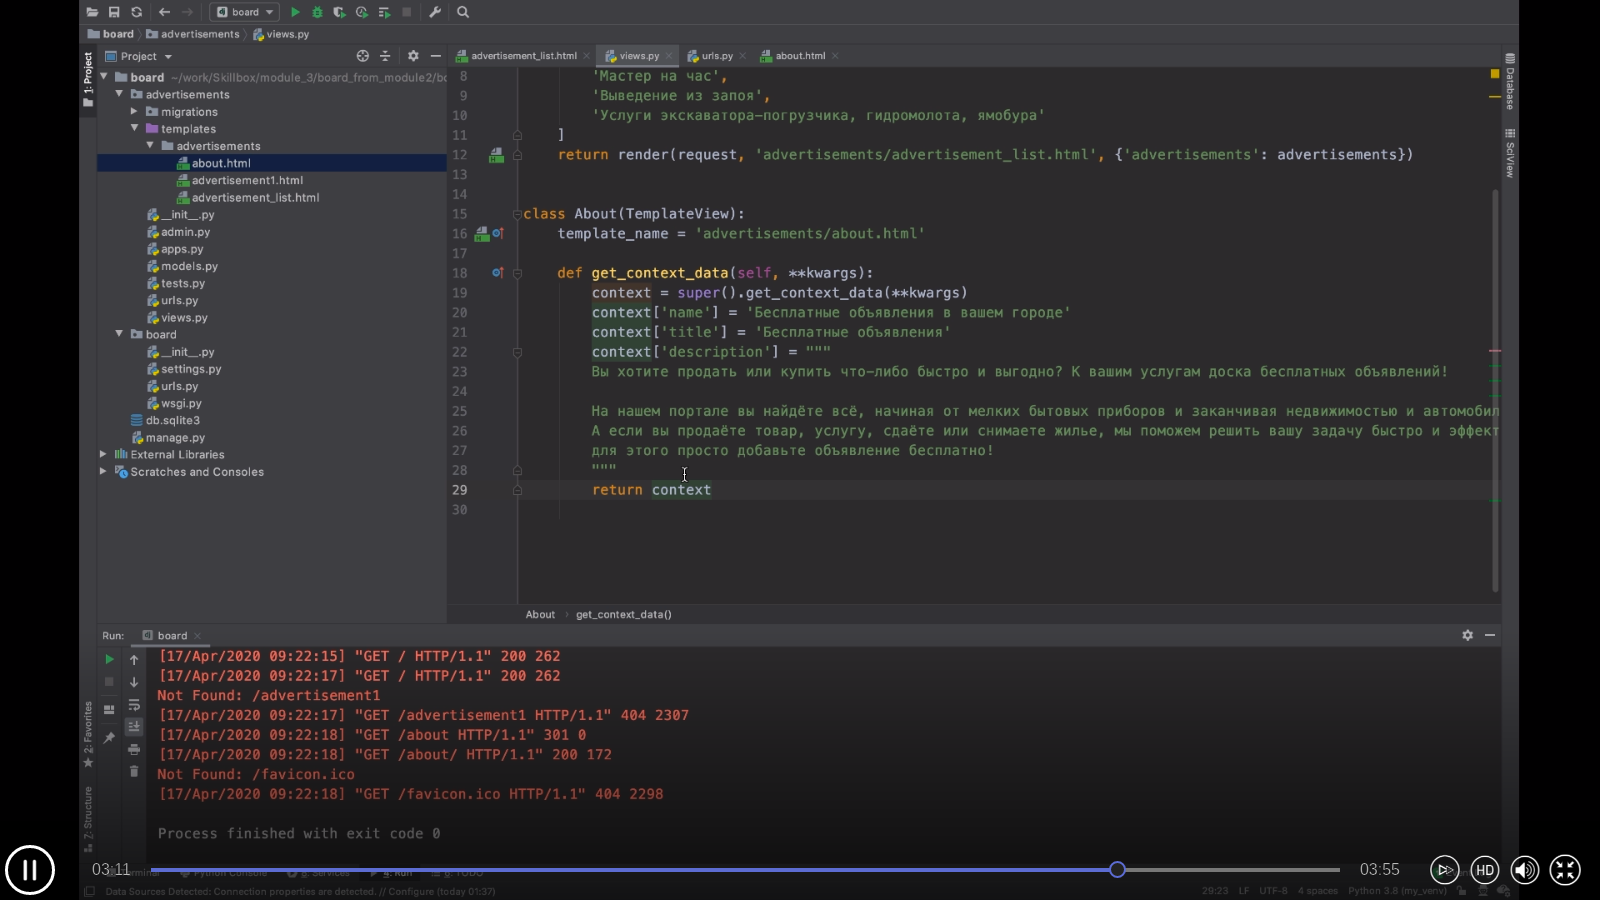 board
board
advertisements
views.py
1: Project
Project
advertisement_list.html
views.py
urls.py
about.html
Database
SciView
board ~/work/Skillbox/module_3/board_from_module2/bo
advertisements
migrations
templates
advertisements
about.html
advertisement1.html
advertisement_list.html
__init__.py
admin.py
apps.py
models.py
tests.py
urls.py
views.py
board
__init__.py
settings.py
urls.py
wsgi.py
db.sqlite3
manage.py
External Libraries
Scratches and Consoles
8 'Мастер на час',
9 'Выведение из запоя',
10 'Услуги экскаватора-погрузчика, гидромолота, ямобура'
11 ]
12 return render(request, 'advertisements/advertisement_list.html', {'advertisements': advertisements})
13
14
15 class About(TemplateView):
16 template_name = 'advertisements/about.html'
17
18 def get_context_data(self, **kwargs):
19 context = super().get_context_data(**kwargs)
20 context['name'] = 'Бесплатные объявления в вашем городе'
21 context['title'] = 'Бесплатные объявления'
22 context['description'] = """
23 Вы хотите продать или купить что-либо быстро и выгодно? К вашим услугам доска бесплатных объявлений!
24
25 На нашем портале вы найдёте всё, начиная от мелких бытовых приборов и заканчивая недвижимостью и автомобил
26 А если вы продаёте товар, услугу, сдаёте или снимаете жилье, мы поможем решить вашу задачу быстро и эффект
27 для этого просто добавьте объявление бесплатно!
28 """
29 return context
30
About
get_context_data()
Run: board
[17/Apr/2020 09:22:15] "GET / HTTP/1.1" 200 262
[17/Apr/2020 09:22:17] "GET / HTTP/1.1" 200 262
Not Found: /advertisement1
[17/Apr/2020 09:22:17] "GET /advertisement1 HTTP/1.1" 404 2307
[17/Apr/2020 09:22:18] "GET /about HTTP/1.1" 301 0
[17/Apr/2020 09:22:18] "GET /about/ HTTP/1.1" 200 172
Not Found: /favicon.ico
[17/Apr/2020 09:22:18] "GET /favicon.ico HTTP/1.1" 404 2298
Process finished with exit code 0
2: Favorites
Z: Structure
03:11
03:55
HD
Terminal
Python Console
8: Services
4: Run
6: TODO
Data Sources Detected: Connection properties are detected. // Configure (today 01:37)
29:23 LF UTF-8 4 spaces Python 3.8 (my_venv)